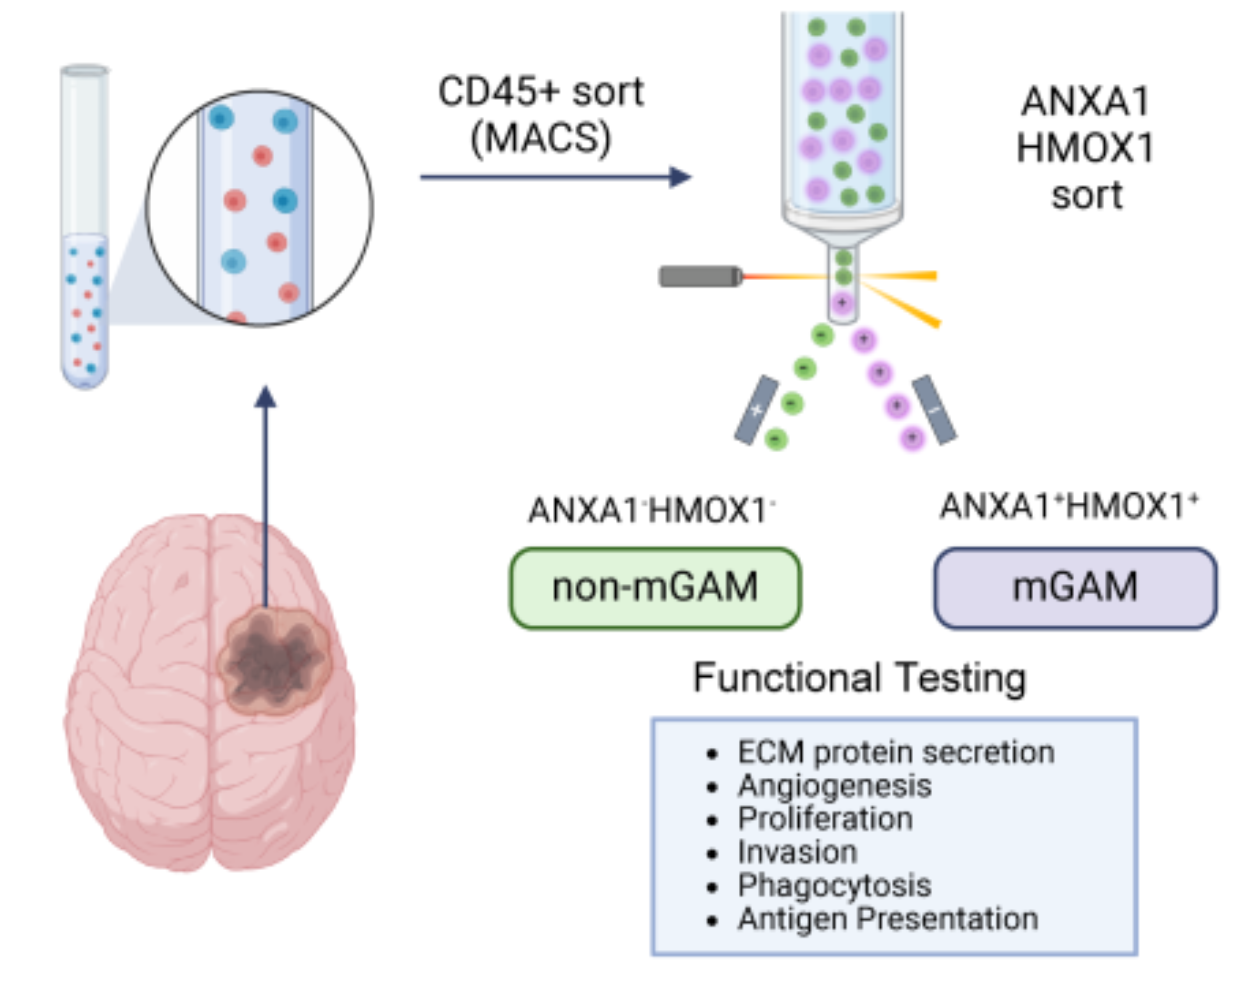 CD45+ sort
(MACS)
ANXA1
HMOX1
sort
+
-
-
-
-
+
+
+
+
+
-
ANXA1⁻HMOX1⁻
ANXA1⁺HMOX1⁺
non-mGAM
mGAM
Functional Testing
• ECM protein secretion
• Angiogenesis
• Proliferation
• Invasion
• Phagocytosis
• Antigen Presentation